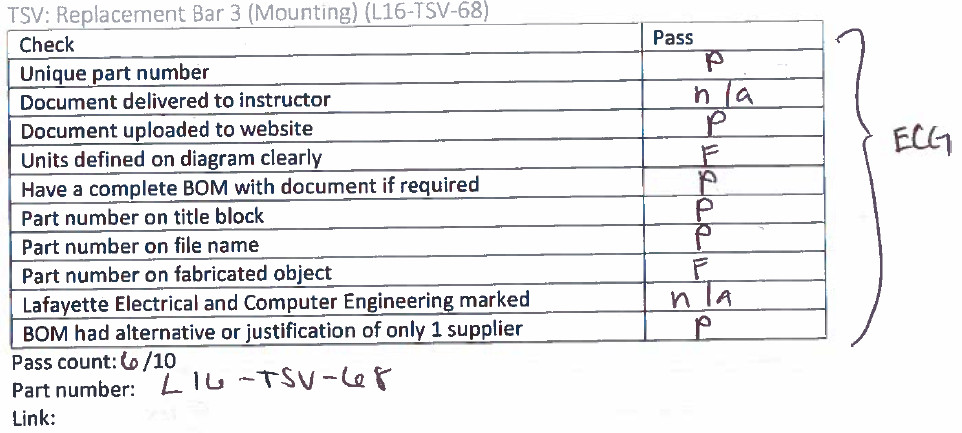 TSV: Replacement Bar 3 (Mounting) (L16-TSV-68)
Check Pass
Unique part number P
Document delivered to instructor n/a
Document uploaded to website P
Units defined on diagram clearly F
Have a complete BOM with document if required P
Part number on title block P
Part number on file name P
Part number on fabricated object F
Lafayette Electrical and Computer Engineering marked n/a
BOM had alternative or justification of only 1 supplier P
ECG
Pass count: 6/10
Part number: L16-TSV-68
Link: